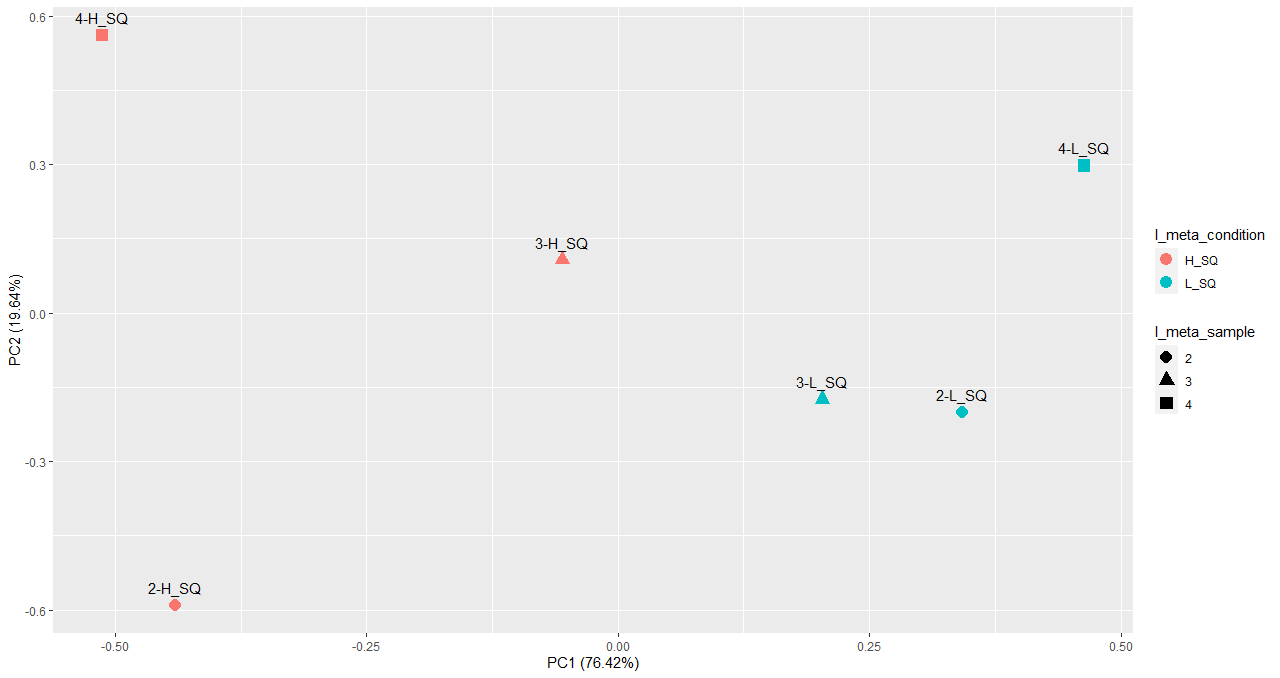 0.6
0.3
0.0
-0.3
-0.6
PC2 (19.64%)
4-H_SQ
4-L_SQ
3-H_SQ
3-L_SQ
2-L_SQ
2-H_SQ
-0.50
-0.25
0.00
0.25
0.50
PC1 (76.42%)
l_meta_condition
H_SQ
L_SQ
l_meta_sample
2
3
4